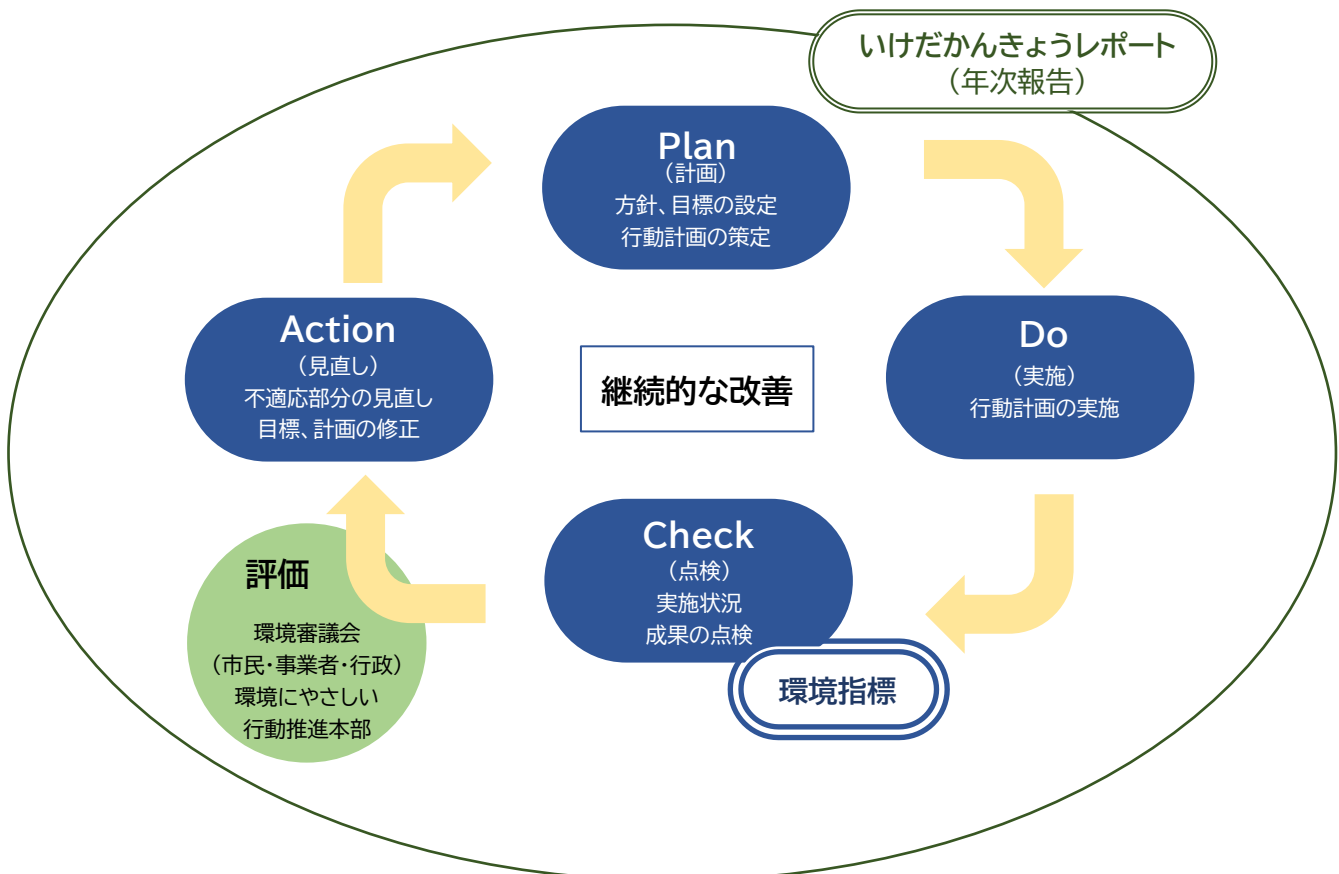 いけだかんきょうレポート
（年次報告）
Plan
（計画）
方針、目標の設定
行動計画の策定
Action
（見直し）
不適応部分の見直し
目標、計画の修正
継続的な改善
Do
（実施）
行動計画の実施
Check
（点検）
実施状況
成果の点検
環境指標
評価
環境審議会
（市民・事業者・行政）
環境にやさしい
行動推進本部